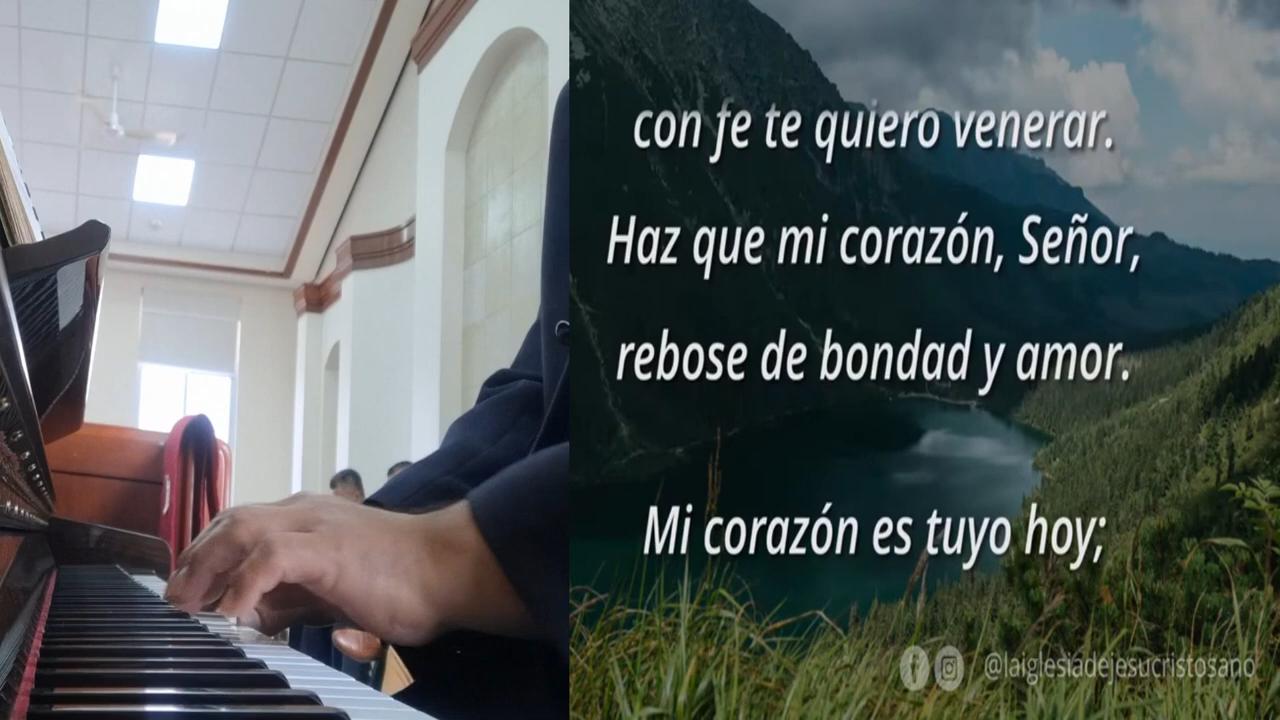 con fe te quiero venerar.
Haz que mi corazón, Señor,
rebose de bondad y amor.
Mi corazón es tuyo hoy;
@laiglesiadejesucristosano